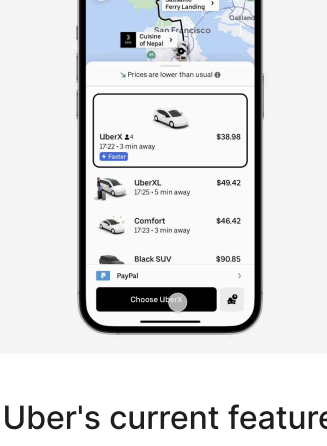 Ferry Landing
Oakland
San Francisco
3
Cuisine
of Nepal
Prices are lower than usual
UberX 4
$38.98
17:22 • 3 min away
Faster
UberXL
$49.42
17:25 • 5 min away
Comfort
$46.42
17:23 • 3 min away
Black SUV
$90.85
PayPal
Choose UberX
Uber's current feature